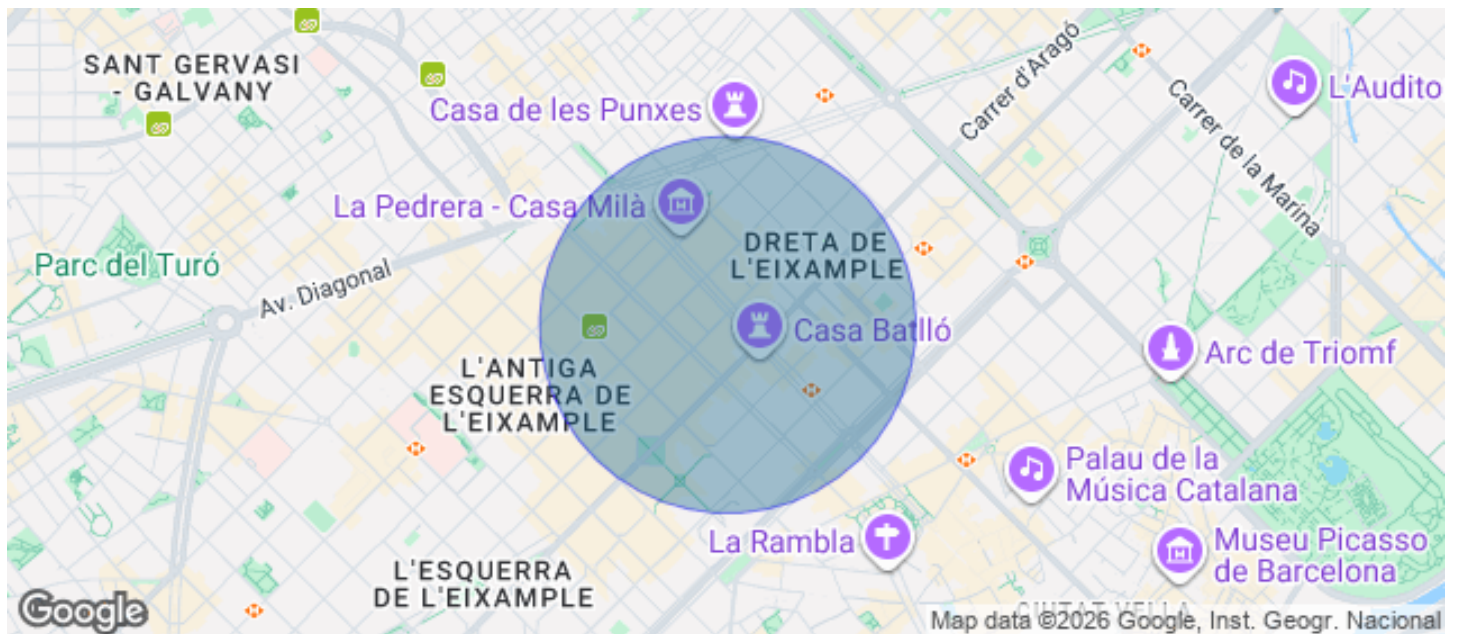 SANT GERVASI
- GALVANY
Casa de les Punxes
Carrer d'Aragó
L'Audito
Carrer de la Marina
La Pedrera - Casa Milà
DRETA DE
L'EIXAMPLE
Parc del Turó
Av. Diagonal
Casa Batlló
Arc de Triomf
L'ANTIGA
ESQUERRA DE
L'EIXAMPLE
Palau de la
Música Catalana
La Rambla
Museu Picasso
de Barcelona
L'ESQUERRA
DE L'EIXAMPLE
CIUTAT VELLA
Google
Map data ©2026 Google, Inst. Geogr. Nacional